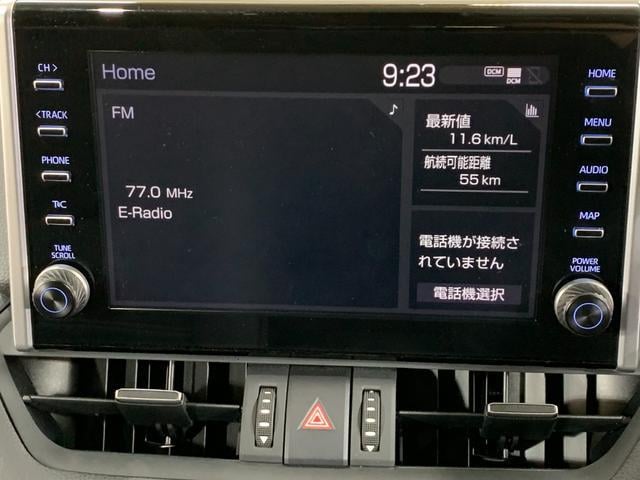 CH >
< TRACK
PHONE
T&C
TUNE
SCROLL
Home
9:23
DCM
DCM
FM
77.0 MHz
E-Radio
最新値
11.6 km/L
航続可能距離
55 km
電話機が接続さ
れていません
電話機選択
HOME
MENU
AUDIO
MAP
POWER
VOLUME